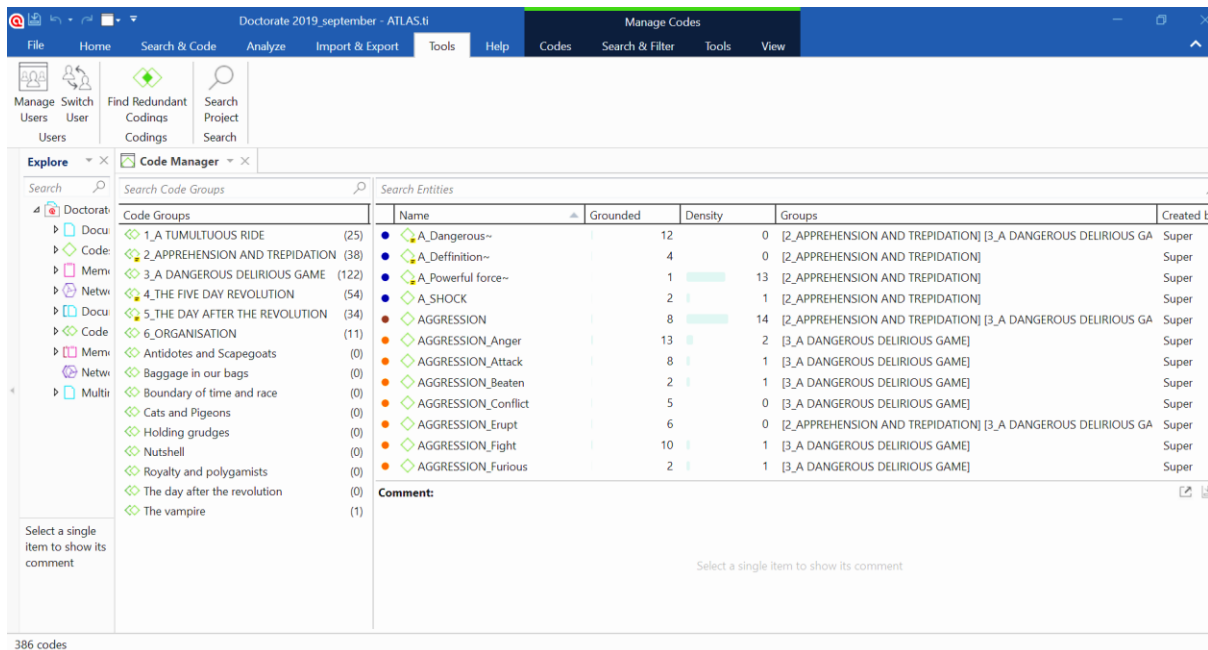 Doctorate 2019_september - ATLAS.ti
Manage Codes
File Home Search & Code Analyze Import & Export Tools Help Codes Search & Filter Tools View
Manage Users
Switch User
Find Redundant Codings
Search Project
Users Codings Search
Explore
Code Manager
Search
Search Code Groups
Search Entities
Doctorat
Docu
Code
Mem
Netw
Docu
Code
Mem
Netw
Multir
Select a single
item to show its
comment
Code Groups
1_A TUMULTUOUS RIDE (25)
2_APPREHENSION AND TREPIDATION (38)
3_A DANGEROUS DELIRIOUS GAME (122)
4_THE FIVE DAY REVOLUTION (54)
5_THE DAY AFTER THE REVOLUTION (34)
6_ORGANISATION (11)
Antidotes and Scapegoats (0)
Baggage in our bags (0)
Boundary of time and race (0)
Cats and Pigeons (0)
Holding grudges (0)
Nutshell (0)
Royalty and polygamists (0)
The day after the revolution (0)
The vampire (1)
Name Grounded Density Groups Created b
A_Dangerous~ 12 0 [2_APPREHENSION AND TREPIDATION] [3_A DANGEROUS DELIRIOUS GA Super
A_Deffinition~ 4 0 [2_APPREHENSION AND TREPIDATION] Super
A_Powerful force~ 1 13 [2_APPREHENSION AND TREPIDATION] Super
A_SHOCK 2 1 [2_APPREHENSION AND TREPIDATION] Super
AGGRESSION 8 14 [2_APPREHENSION AND TREPIDATION] [3_A DANGEROUS DELIRIOUS GA Super
AGGRESSION_Anger 13 2 [3_A DANGEROUS DELIRIOUS GAME] Super
AGGRESSION_Attack 8 1 [3_A DANGEROUS DELIRIOUS GAME] Super
AGGRESSION_Beaten 2 1 [3_A DANGEROUS DELIRIOUS GAME] Super
AGGRESSION_Conflict 5 0 [3_A DANGEROUS DELIRIOUS GAME] Super
AGGRESSION_Erupt 6 0 [2_APPREHENSION AND TREPIDATION] [3_A DANGEROUS DELIRIOUS GA Super
AGGRESSION_Fight 10 1 [3_A DANGEROUS DELIRIOUS GAME] Super
AGGRESSION_Furious 2 1 [3_A DANGEROUS DELIRIOUS GAME] Super
Comment:
Select a single item to show its comment
386 codes